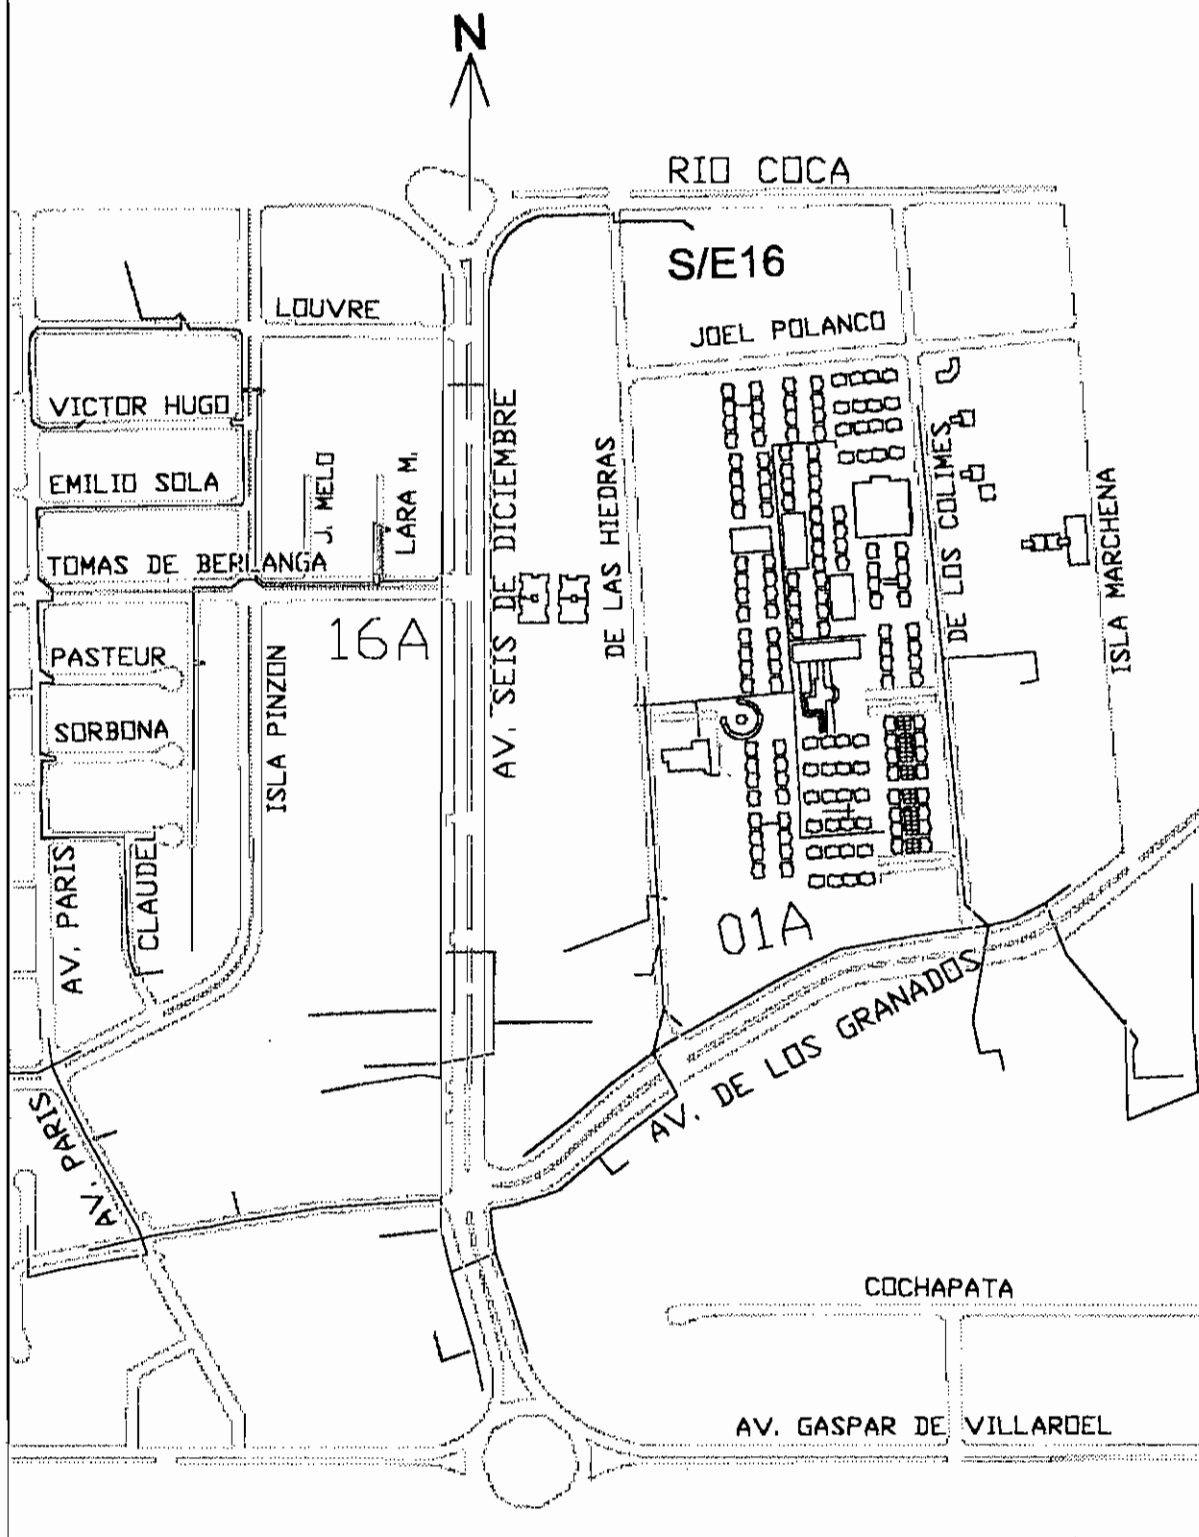 N
RIO COCA
S/E16
LOUVRE
JOEL POLANCO
VICTOR HUGO
EMILIO SOLA
J. MELO
LARA M.
AV. SEIS DE DICIEMBRE
DE LAS HIEDRAS
DE LOS COLIMES
ISLA MARCHENA
TOMAS DE BERLANGA
16A
PASTEUR
SORBONA
ISLA PINZON
AV. PARIS
CLAUDEL
01A
AV. DE LOS GRANADOS
AV. PARIS
COCHAPATA
AV. GASPAR DE VILLAROEL